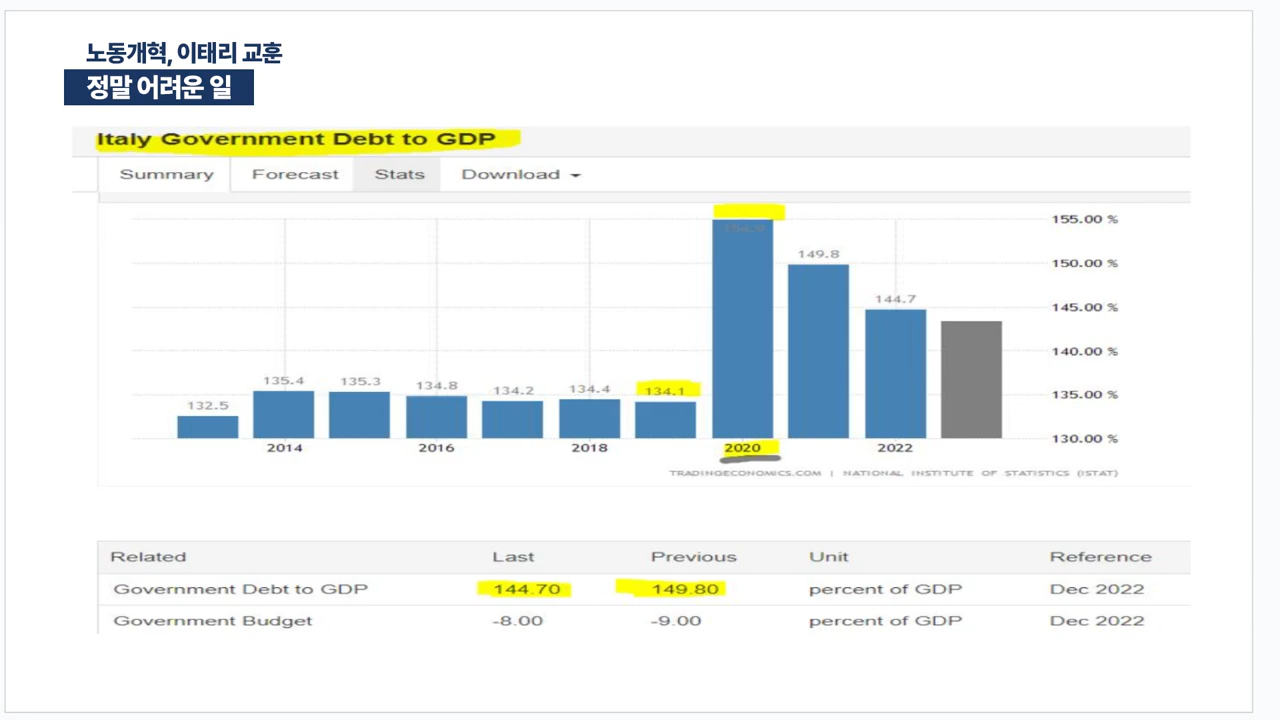 노동개혁, 이태리 교훈
정말 어려운 일
Italy Government Debt to GDP
Summary Forecast Stats Download
155.00 %
154.9
150.00 %
149.8
145.00 %
144.7
140.00 %
135.4 135.3 134.8 134.2 134.4 134.1
135.00 %
132.5
130.00 %
2014 2016 2018 2020 2022
TRADINGECONOMICS.COM | NATIONAL INSTITUTE OF STATISTICS (ISTAT)
Related Last Previous Unit Reference
Government Debt to GDP 144.70 149.80 percent of GDP Dec 2022
Government Budget -8.00 -9.00 percent of GDP Dec 2022